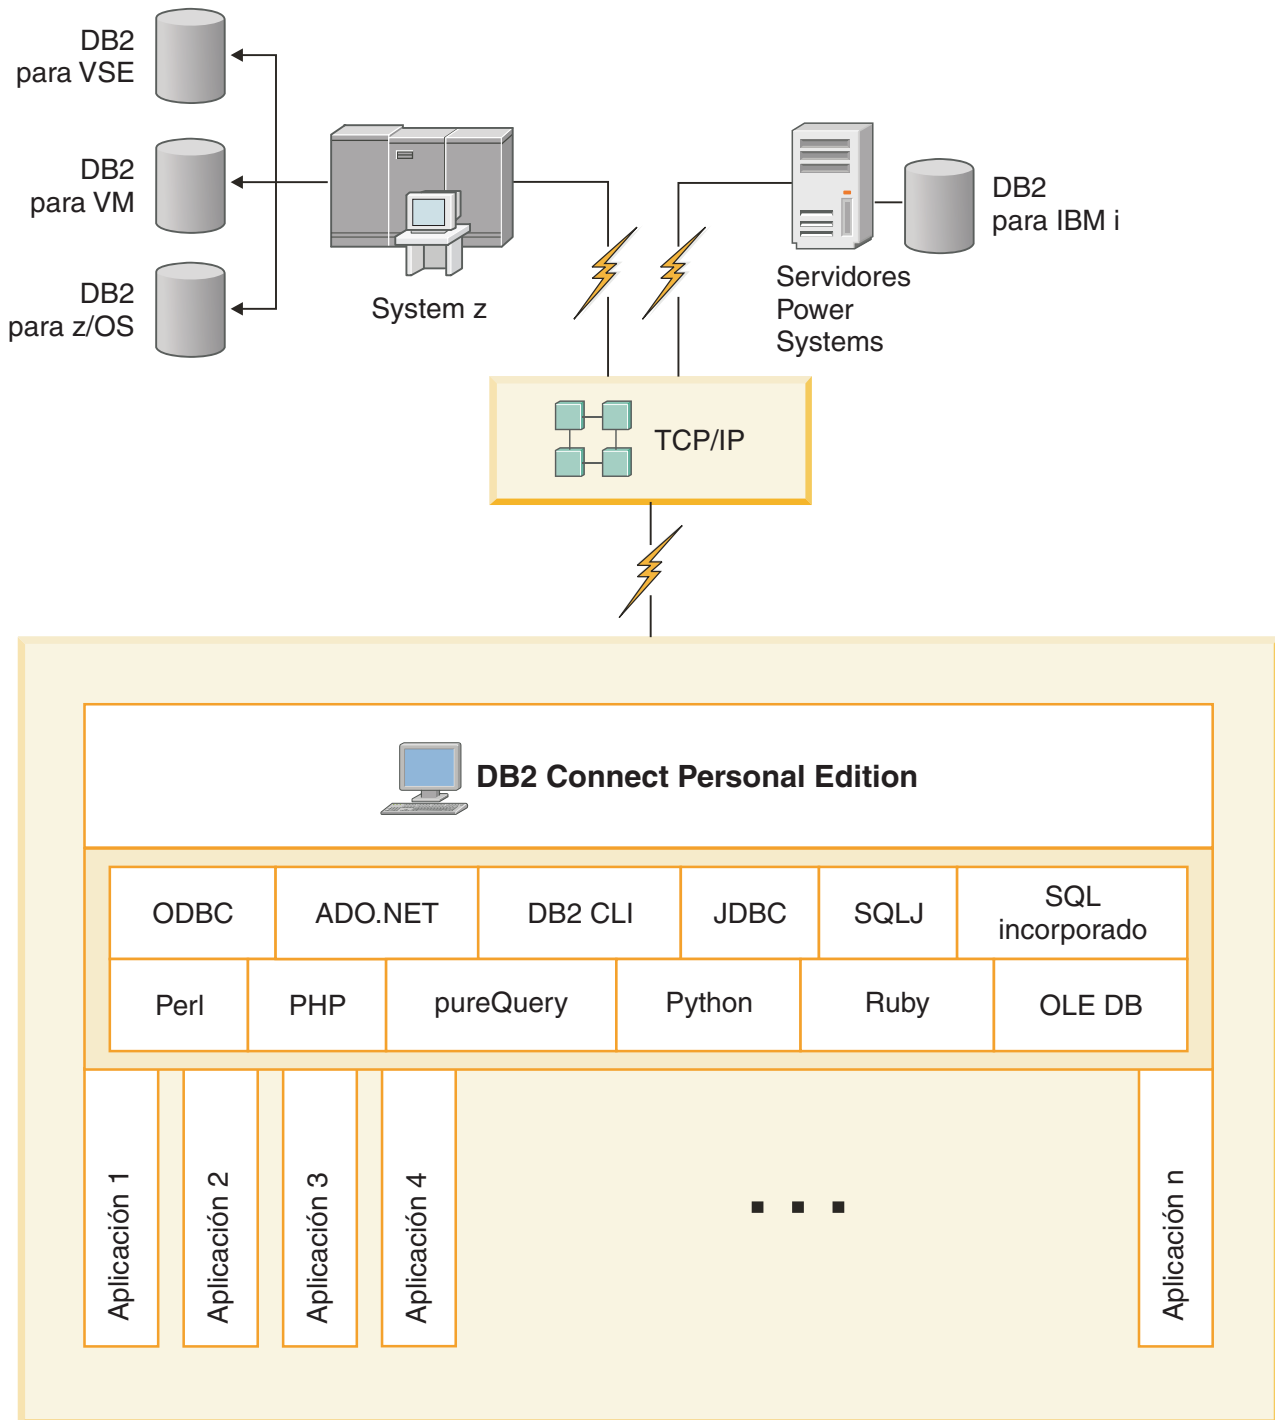 DB2
para VSE
DB2
para VM
DB2
para z/OS
System z
Servidores
Power
Systems
DB2
para IBM i
TCP/IP
DB2 Connect Personal Edition
ODBC
ADO.NET
DB2 CLI
JDBC
SQLJ
SQL
incorporado
Perl
PHP
pureQuery
Python
Ruby
OLE DB
Aplicación 1
Aplicación 2
Aplicación 3
Aplicación 4
Aplicación n